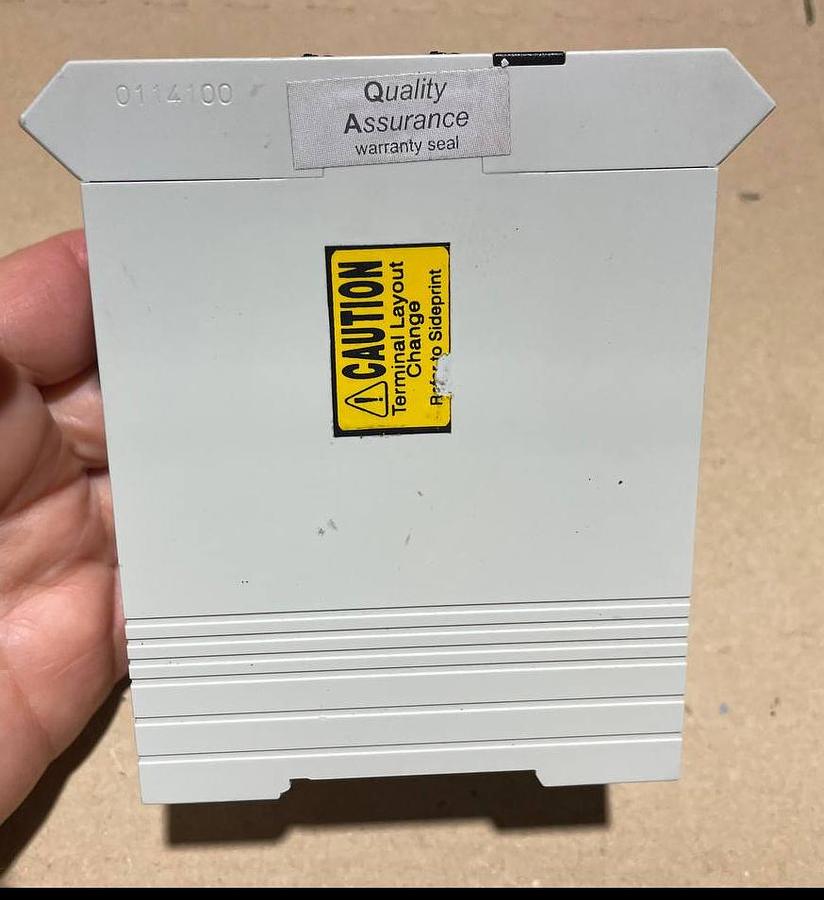 0114100
Quality
Assurance
warranty seal
CAUTION
Terminal Layout
Change
Refer to Sideprint